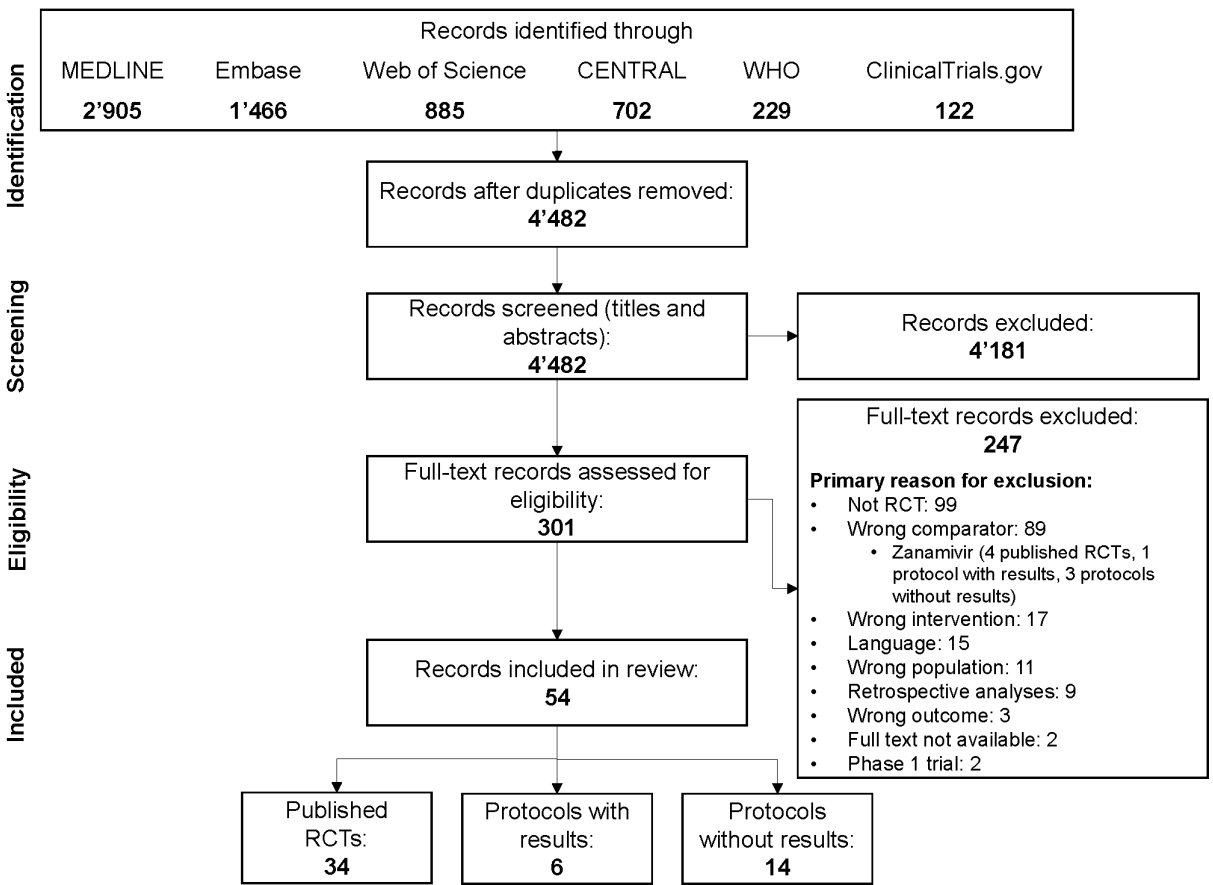 Records identified through
MEDLINE Embase Web of Science CENTRAL WHO ClinicalTrials.gov
2’905 1’466 885 702 229 122
Identification
Records after duplicates removed:
4’482
Screening
Records screened (titles and
abstracts):
4’482
Records excluded:
4’181
Eligibility
Full-text records assessed for
eligibility:
301
Full-text records excluded:
247
Primary reason for exclusion:
• Not RCT: 99
• Wrong comparator: 89
• Zanamivir (4 published RCTs, 1
protocol with results, 3 protocols
without results)
• Wrong intervention: 17
• Language: 15
• Wrong population: 11
• Retrospective analyses: 9
• Wrong outcome: 3
• Full text not available: 2
• Phase 1 trial: 2
Included
Records included in review:
54
Published
RCTs:
34
Protocols with
results:
6
Protocols
without results:
14